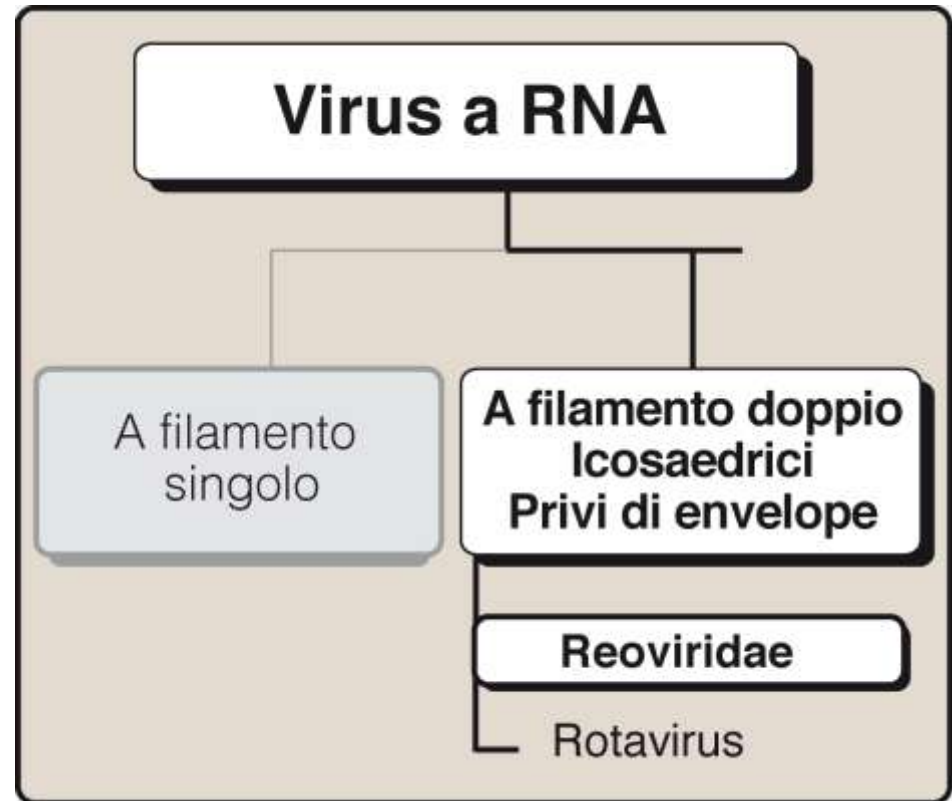 Virus a RNA
A filamento
singolo
A filamento doppio
Icosaedrici
Privi di envelope
Reoviridae
Rotavirus